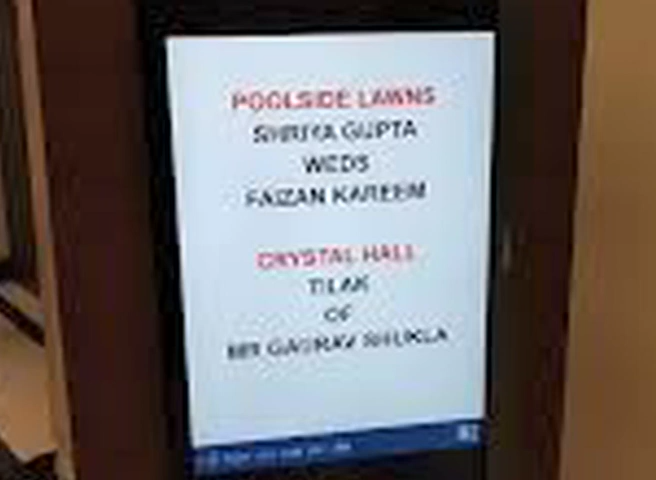 POOLSIDE LAWNS
SHRIYA GUPTA
WEDS
FAIZAN KAREEM
CRYSTAL HALL
TILAK
OF
MR GAURAV SHUKLA